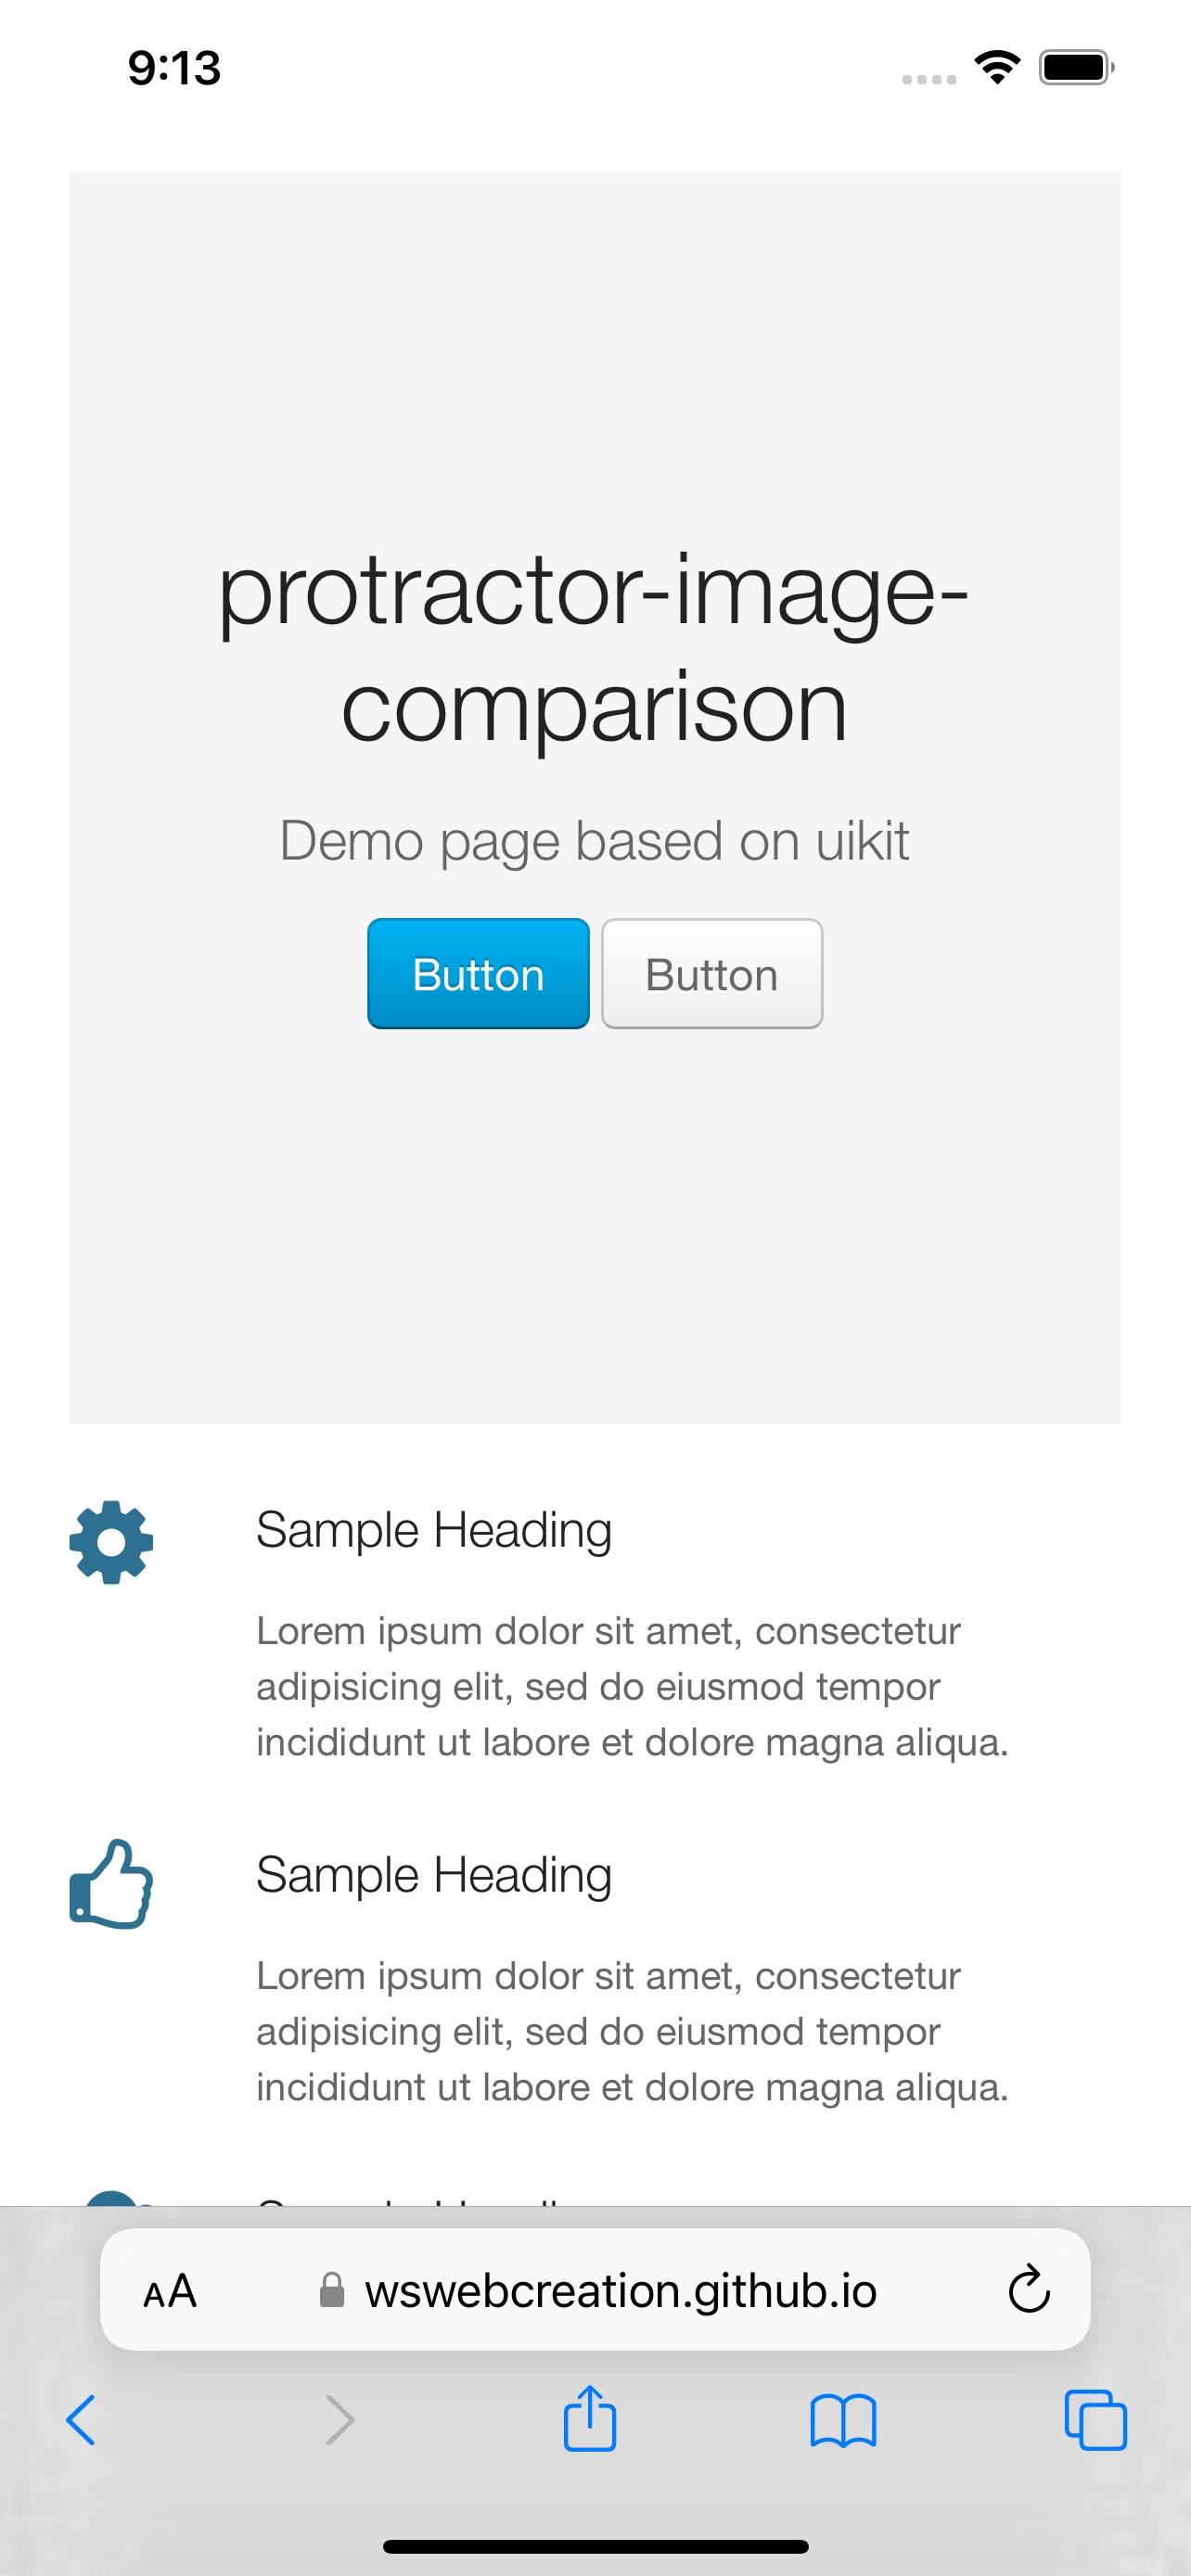 9:13
protractor-image-
comparison
Demo page based on uikit
Button Button
Sample Heading
Lorem ipsum dolor sit amet, consectetur
adipisicing elit, sed do eiusmod tempor
incididunt ut labore et dolore magna aliqua.
Sample Heading
Lorem ipsum dolor sit amet, consectetur
adipisicing elit, sed do eiusmod tempor
incididunt ut labore et dolore magna aliqua.
AA wswebcreation.github.io